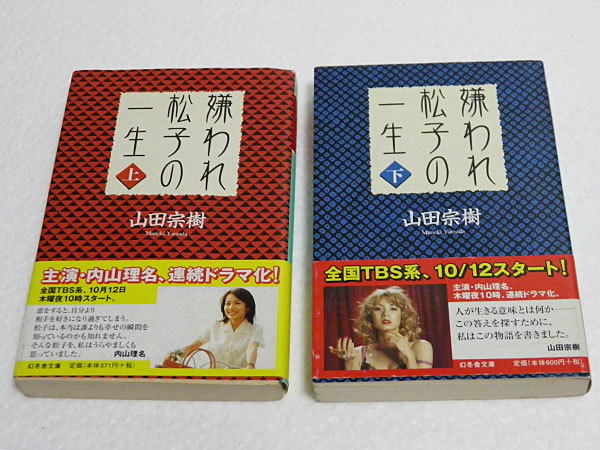 嫌われ
松子の
一生
上
山田宗樹
Muneki Yamada
主演・内山理名、連続ドラマ化!
全国TBS系、10月12日
木曜夜10時スタート。
恋をすると、自分より
相手を好きになり過ぎてしまう。
松子は、本当は誰よりも幸せの瞬間を
知っているのかも知れません。
そんな松子を、私はうらやましくも
思っていました。
内山理名
幻冬舎文庫 定価(本体571円+税)
嫌われ
松子の
一生
下
山田宗樹
Muneki Yamada
全国TBS系、10/12スタート!
主演・内山理名、
木曜夜10時、連続ドラマ化。
人が生きる意味とは何か—
この答えを探すために、
私はこの物語を書きました。
山田宗樹
幻冬舎文庫 定価(本体600円+税)